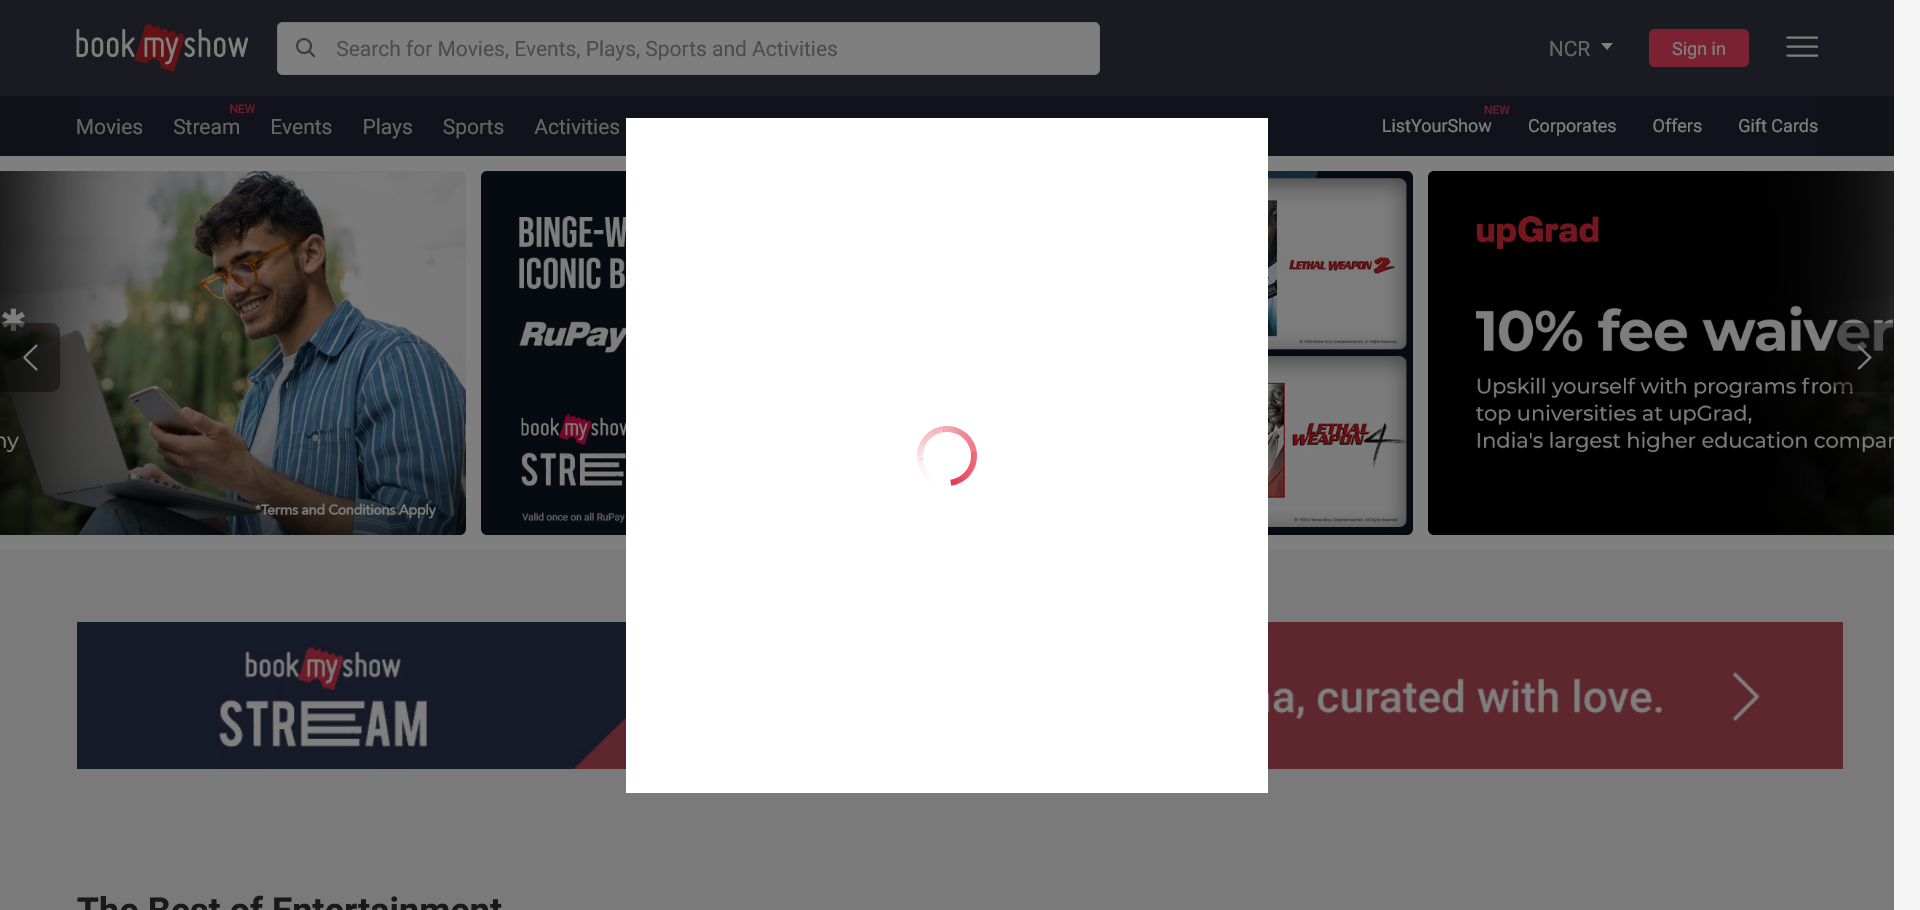 book my show
Search for Movies, Events, Plays, Sports and Activities
NCR
Sign in
Movies
Stream
NEW
Events
Plays
Sports
Activities
ListYourShow
NEW
Corporates
Offers
Gift Cards
*
ny
*Terms and Conditions Apply
BINGE-W
ICONIC B
RuPay
book my show
STREAM
Valid once on all RuPay
LETHAL WEAPON 2
LETHAL
WEAPON 4
upGrad
10% fee waiver
Upskill yourself with programs from
top universities at upGrad,
India's largest higher education compan
book my show
STREAM
a, curated with love.
The Best of Entertainment